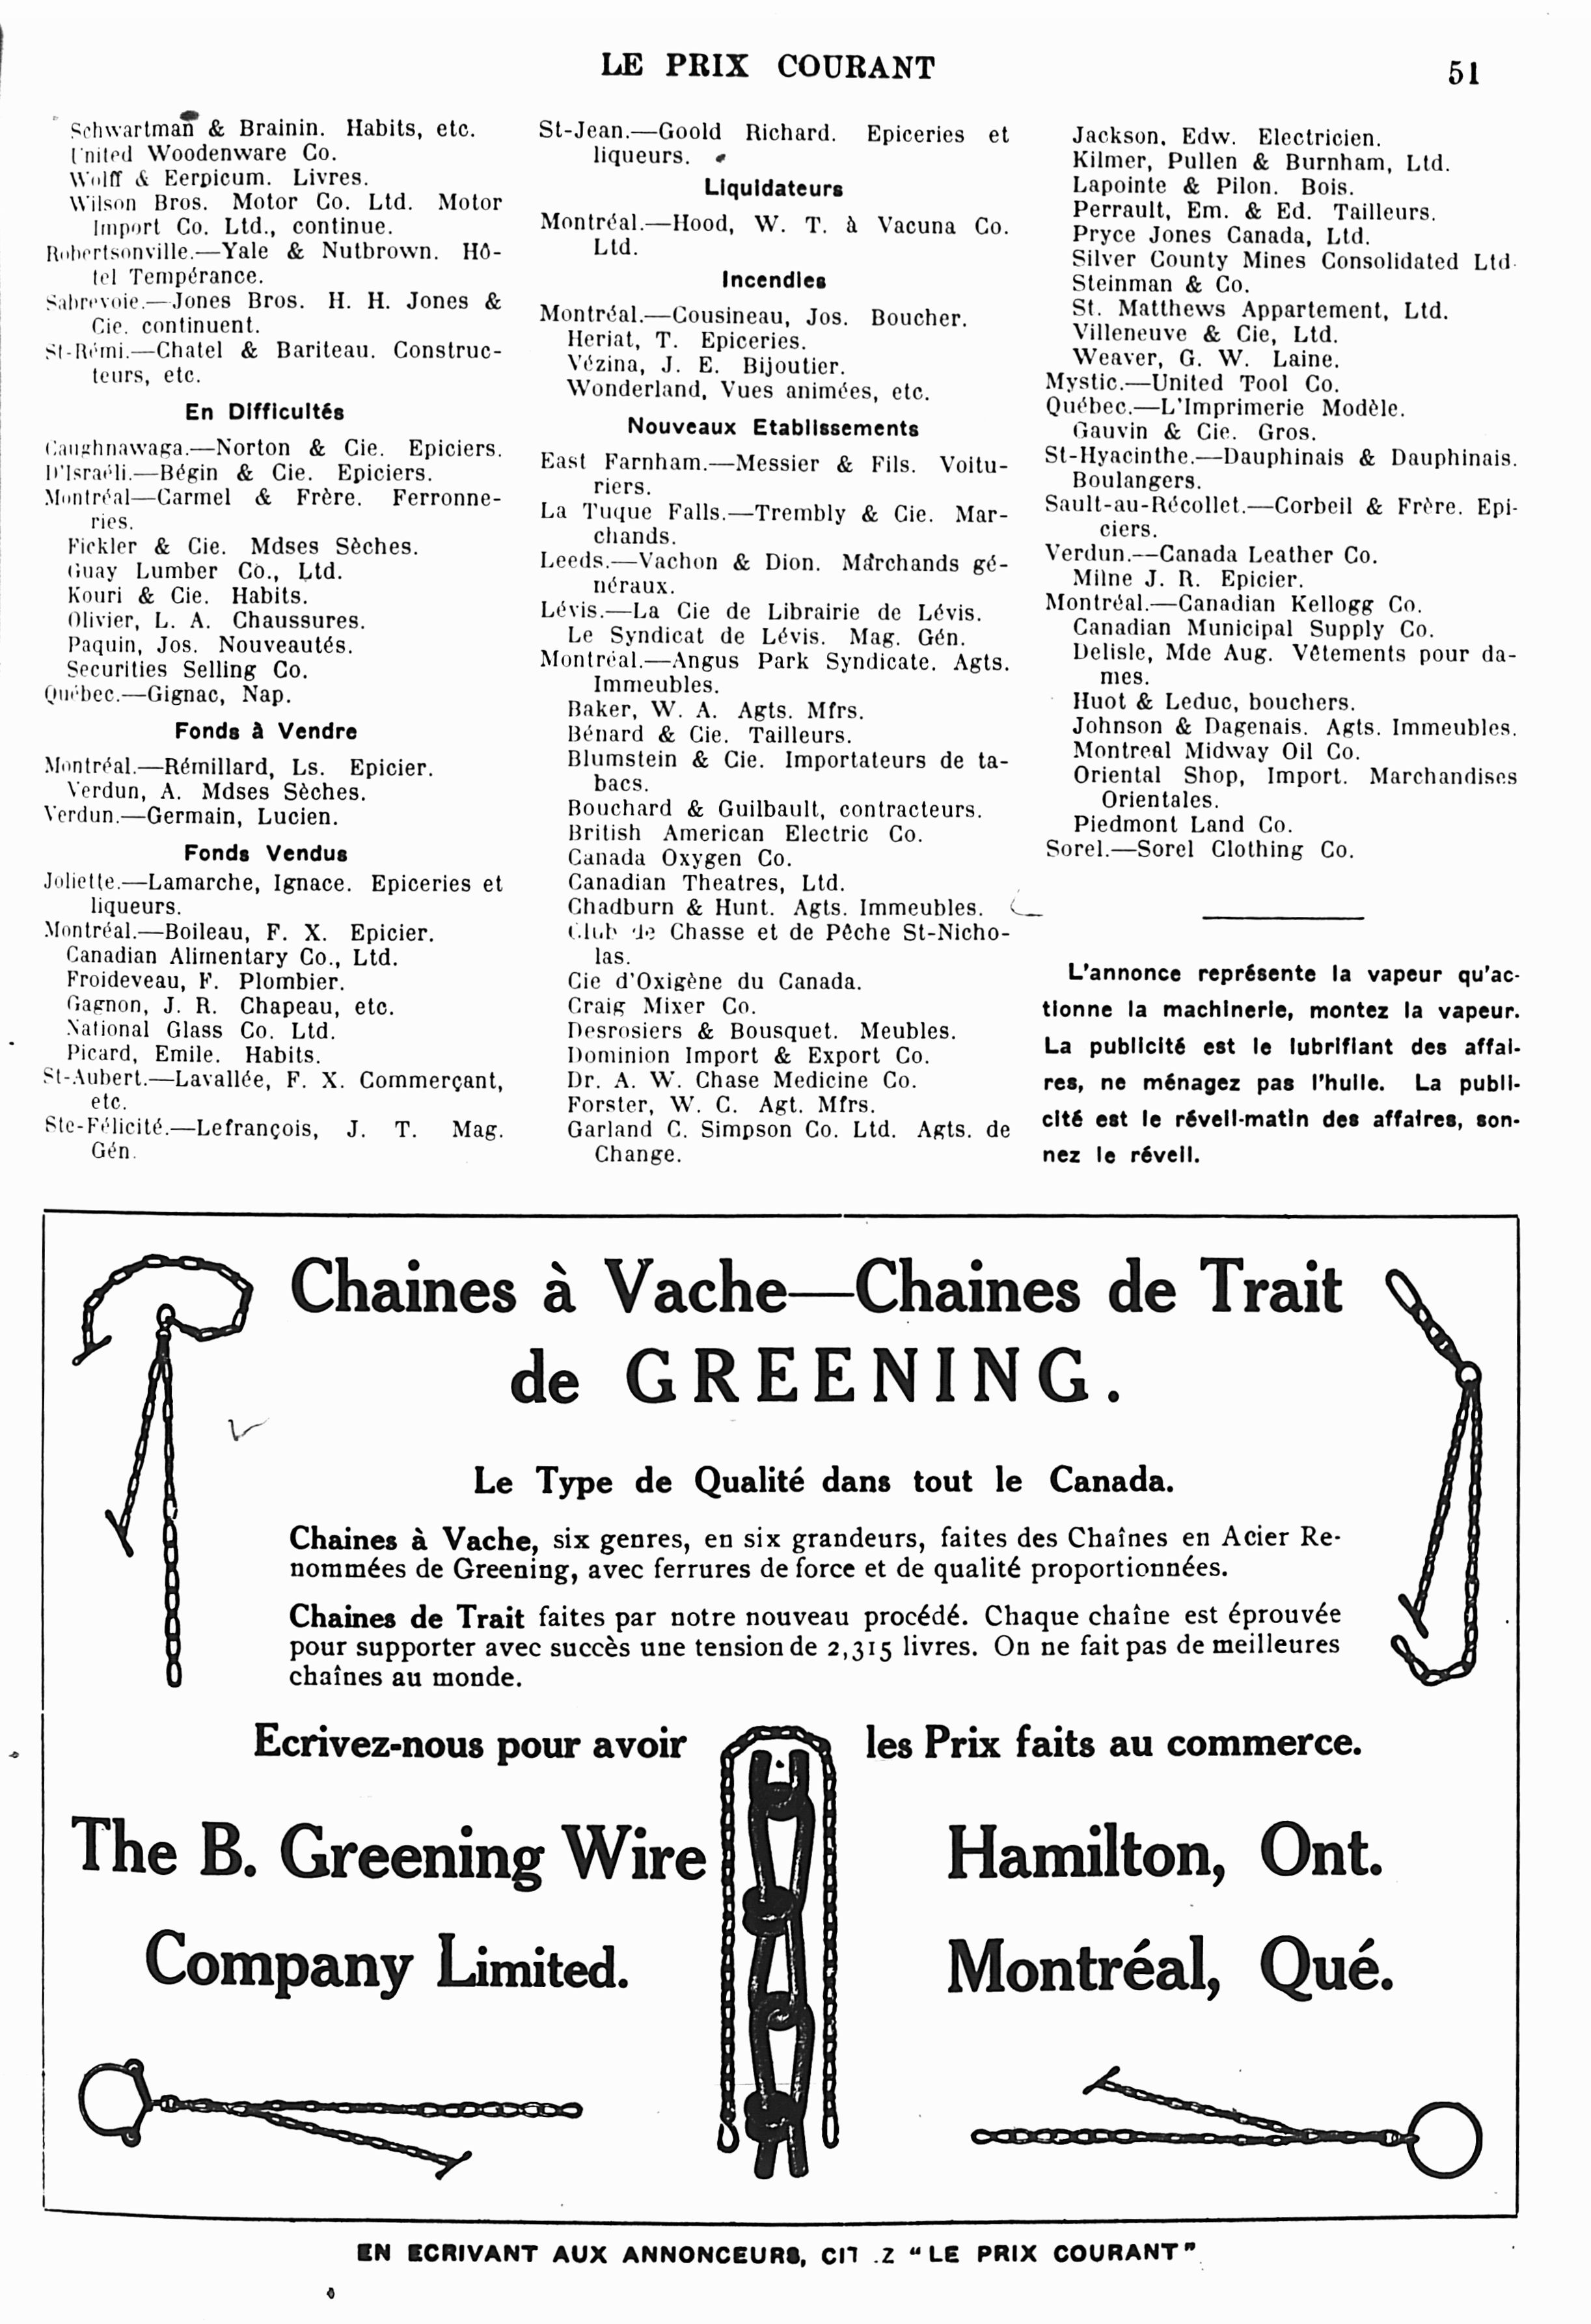 LE PRIX COURANT
51
Schwartman & Brainin. Habits, etc.
United Woodenware Co.
Wolff & Eerpicum. Livres.
Wilson Bros. Motor Co. Ltd. Motor
Import Co. Ltd., continue.
Robertsonville.—Yale & Nutbrown. Hô-
tel Tempérance.
Sabrevoie.—Jones Bros. H. H. Jones &
Cie. continuent.
St-Rémi.—Chatel & Bariteau. Construc-
teurs, etc.
En Difficultés
Caughnawaga.—Norton & Cie. Epiciers.
D'Israéli.—Bégin & Cie. Epiciers.
Montréal—Carmel & Frère. Ferronne-
ries.
Fickler & Cie. Mdses Sèches.
Guay Lumber Co., Ltd.
Kouri & Cie. Habits.
Olivier, L. A. Chaussures.
Paquin, Jos. Nouveautés.
Securities Selling Co.
Québec.—Gignac, Nap.
Fonds à Vendre
Montréal.—Rémillard, Ls. Epicier.
Verdun, A. Mdses Sèches.
Verdun.—Germain, Lucien.
Fonds Vendus
Joliette.—Lamarche, Ignace. Epiceries et
liqueurs.
Montréal.—Boileau, F. X. Epicier.
Canadian Alimentary Co., Ltd.
Froideveau, F. Plombier.
Gagnon, J. R. Chapeau, etc.
National Glass Co. Ltd.
Picard, Emile. Habits.
St-Aubert.—Lavallée, F. X. Commerçant,
etc.
Ste-Félicité.—Lefrançois, J. T. Mag.
Gén.
St-Jean.—Goold Richard. Epiceries et
liqueurs.
Liquidateurs
Montréal.—Hood, W. T. à Vacuna Co.
Ltd.
Incendies
Montréal.—Cousineau, Jos. Boucher.
Heriat, T. Epiceries.
Vézina, J. E. Bijoutier.
Wonderland, Vues animées, etc.
Nouveaux Etablissements
East Farnham.—Messier & Fils. Voitu-
riers.
La Tuque Falls.—Trembly & Cie. Mar-
chands.
Leeds.—Vachon & Dion. Marchands gé-
néraux.
Lévis.—La Cie de Librairie de Lévis.
Le Syndicat de Lévis. Mag. Gén.
Montréal.—Angus Park Syndicate. Agts.
Immeubles.
Baker, W. A. Agts. Mfrs.
Bénard & Cie. Tailleurs.
Blumstein & Cie. Importateurs de ta-
bacs.
Bouchard & Guilbault, contracteurs.
British American Electric Co.
Canada Oxygen Co.
Canadian Theatres, Ltd.
Chadburn & Hunt. Agts. Immeubles.
Club de Chasse et de Pêche St-Nicho-
las.
Cie d'Oxigène du Canada.
Craig Mixer Co.
Desrosiers & Bousquet. Meubles.
Dominion Import & Export Co.
Dr. A. W. Chase Medicine Co.
Forster, W. C. Agt. Mfrs.
Garland C. Simpson Co. Ltd. Agts. de
Change.
Jackson, Edw. Electricien.
Kilmer, Pullen & Burnham, Ltd.
Lapointe & Pilon. Bois.
Perrault, Em. & Ed. Tailleurs.
Pryce Jones Canada, Ltd.
Silver County Mines Consolidated Ltd.
Steinman & Co.
St. Matthews Appartement, Ltd.
Villeneuve & Cie, Ltd.
Weaver, G. W. Laine.
Mystic.—United Tool Co.
Québec.—L'Imprimerie Modèle.
Gauvin & Cie. Gros.
St-Hyacinthe.—Dauphinais & Dauphinais.
Boulangers.
Sault-au-Récollet.—Corbeil & Frère. Epi-
ciers.
Verdun.—Canada Leather Co.
Milne J. R. Epicier.
Montréal.—Canadian Kellogg Co.
Canadian Municipal Supply Co.
Delisle, Mde Aug. Vêtements pour da-
mes.
Huot & Leduc, bouchers.
Johnson & Dagenais. Agts. Immeubles.
Montreal Midway Oil Co.
Oriental Shop, Import. Marchandises
Orientales.
Piedmont Land Co.
Sorel.—Sorel Clothing Co.
L'annonce représente la vapeur qu'ac-
tionne la machinerie, montez la vapeur.
La publicité est le lubrifiant des affai-
res, ne ménagez pas l'huile. La publi-
cité est le réveil-matin des affaires, son-
nez le réveil.
Chaines à Vache—Chaines de Trait
de GREENING.
Le Type de Qualité dans tout le Canada.
Chaines à Vache, six genres, en six grandeurs, faites des Chaînes en Acier Re-
nommées de Greening, avec ferrures de force et de qualité proportionnées.
Chaines de Trait faites par notre nouveau procédé. Chaque chaîne est éprouvée
pour supporter avec succès une tension de 2,315 livres. On ne fait pas de meilleures
chaînes au monde.
Ecrivez-nous pour avoir les Prix faits au commerce.
The B. Greening Wire
Company Limited.
Hamilton, Ont.
Montréal, Qué.
EN ECRIVANT AUX ANNONCEURS, "LE PRIX COURANT"